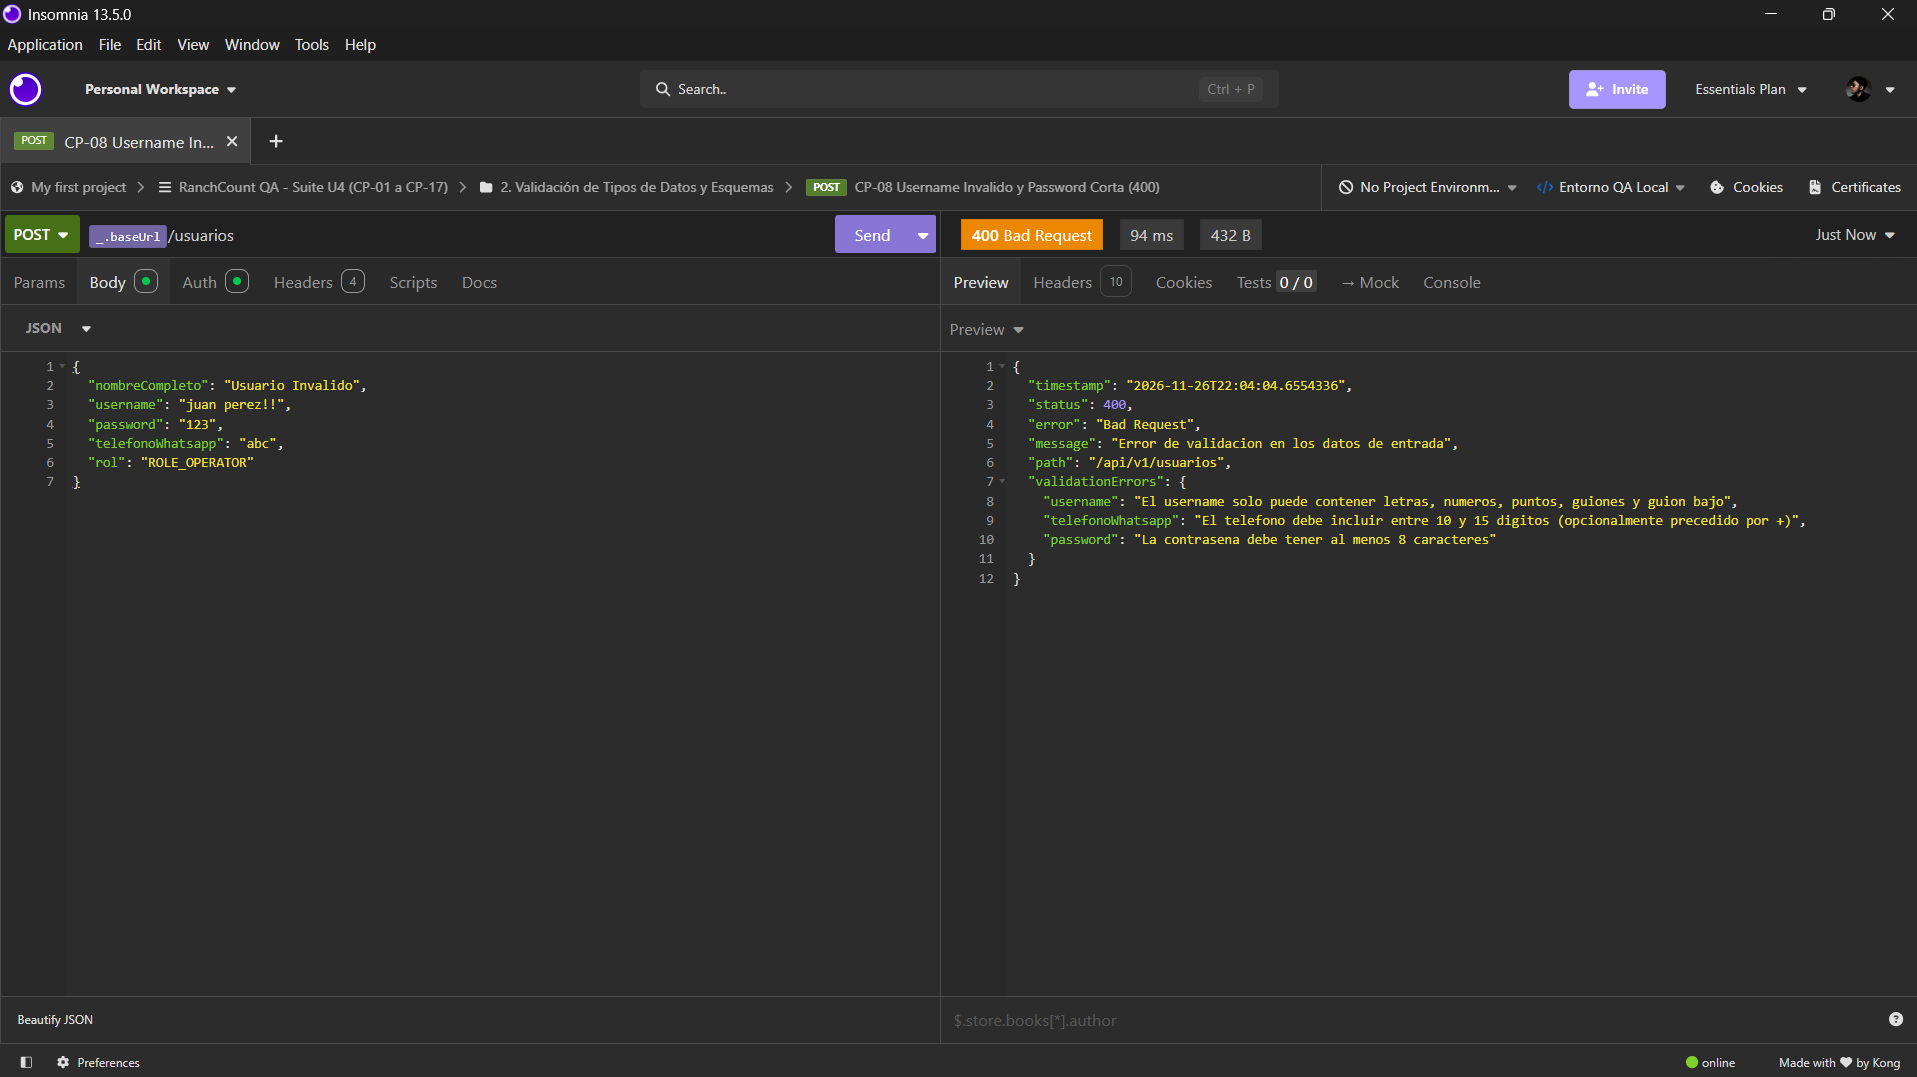 Insomnia 13.5.0
Application File Edit View Window Tools Help
Personal Workspace
Search..
Ctrl + P
Invite
Essentials Plan
POST CP-08 Username In...
My first project
RanchCount QA - Suite U4 (CP-01 a CP-17)
2. Validación de Tipos de Datos y Esquemas
POST CP-08 Username Invalido y Password Corta (400)
No Project Environm...
</> Entorno QA Local
Cookies
Certificates
POST _.baseUrl /usuarios
Send
400 Bad Request
94 ms
432 B
Just Now
Params Body Auth Headers 4 Scripts Docs
Preview Headers 10 Cookies Tests 0 / 0 → Mock Console
JSON
Preview
1 {
2 "nombreCompleto": "Usuario Invalido",
3 "username": "juan perez!!",
4 "password": "123",
5 "telefonoWhatsapp": "abc",
6 "rol": "ROLE_OPERATOR"
7 }
1 {
2 "timestamp": "2026-11-26T22:04:04.6554336",
3 "status": 400,
4 "error": "Bad Request",
5 "message": "Error de validacion en los datos de entrada",
6 "path": "/api/v1/usuarios",
7 "validationErrors": {
8 "username": "El username solo puede contener letras, numeros, puntos, guiones y guion bajo",
9 "telefonoWhatsapp": "El telefono debe incluir entre 10 y 15 digitos (opcionalmente precedido por +)",
10 "password": "La contrasena debe tener al menos 8 caracteres"
11 }
12 }
Beautify JSON
$.store.books[*].author
Preferences
online
Made with ♥ by Kong